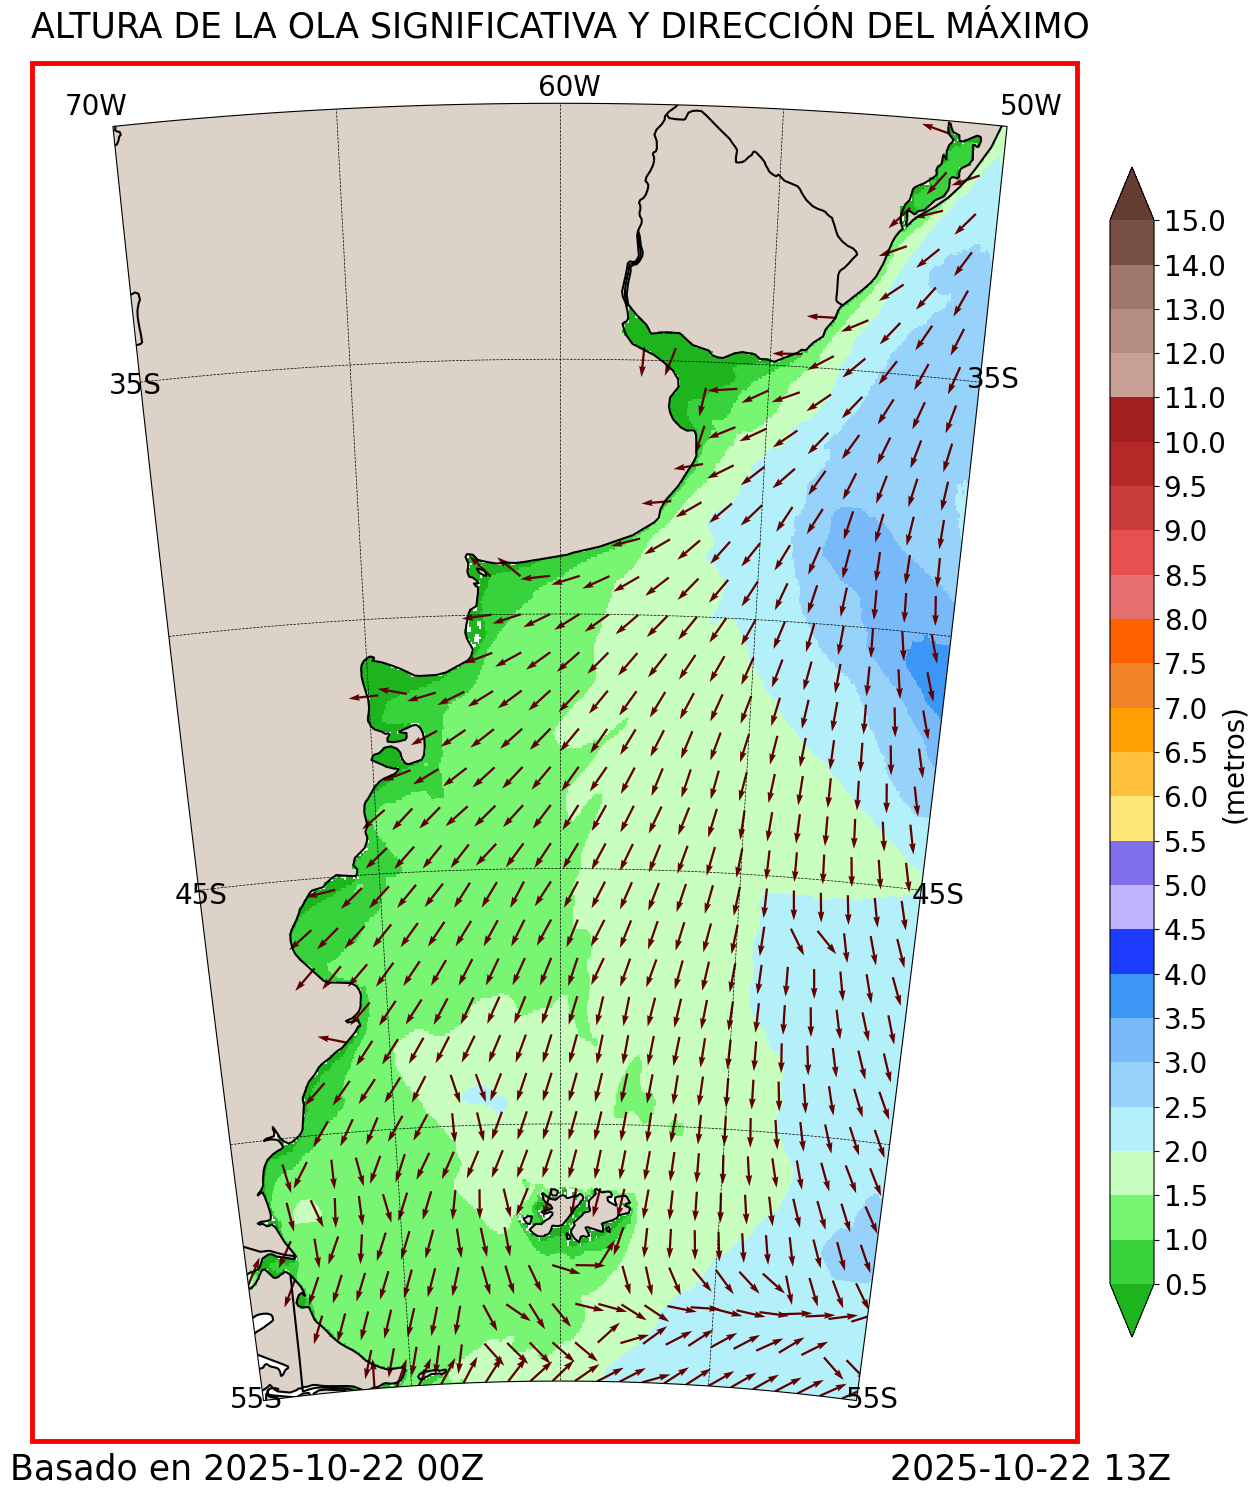 ALTURA DE LA OLA SIGNIFICATIVA Y DIRECCIÓN DEL MÁXIMO
70W
60W
50W
35S
35S
45S
45S
55S
55S
15.0
14.0
13.0
12.0
11.0
10.0
9.5
9.0
8.5
8.0
7.5
7.0
6.5
6.0
5.5
5.0
4.5
4.0
3.5
3.0
2.5
2.0
1.5
1.0
0.5
(metros)
Basado en 2025-10-22 00Z
2025-10-22 13Z